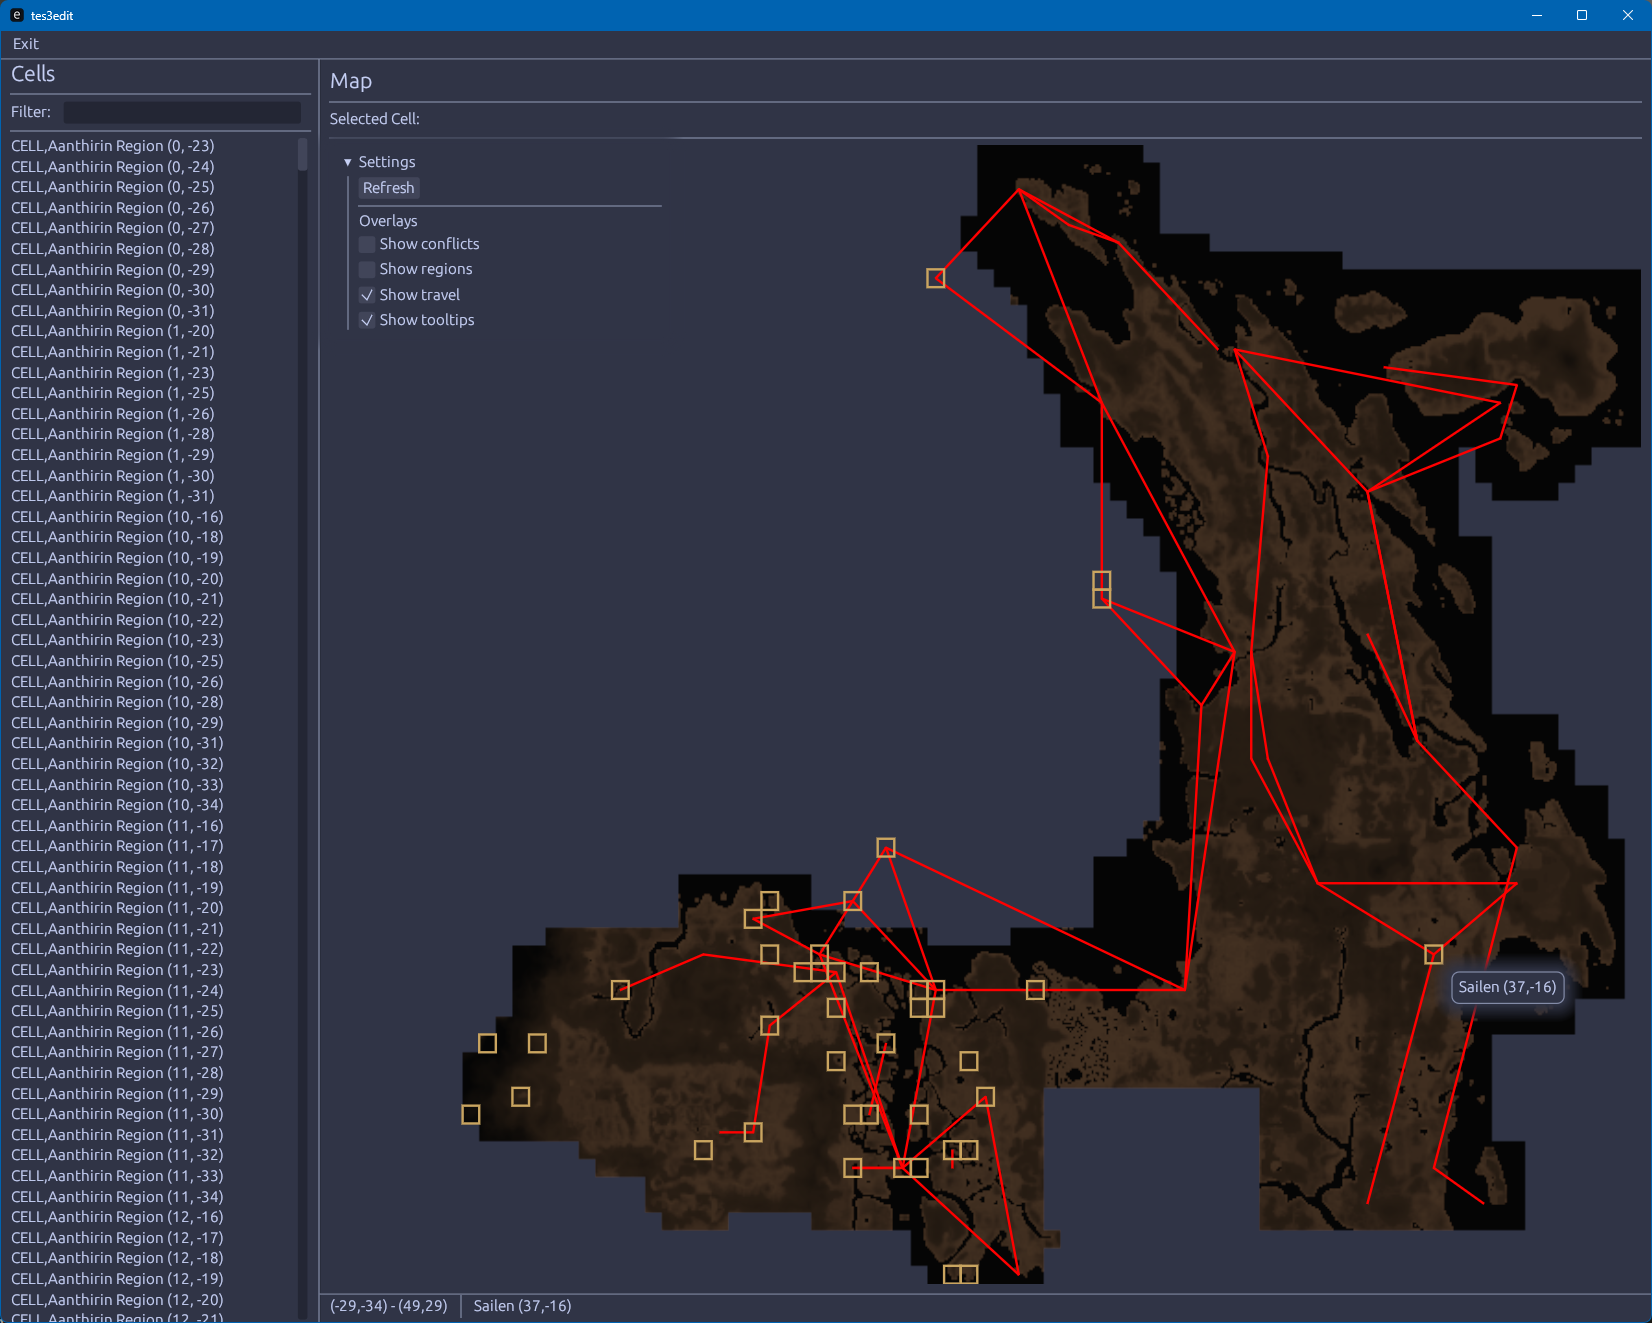 e tes3edit
Exit
Cells
Filter:
CELL,Aanthirin Region (0,-23)
CELL,Aanthirin Region (0,-24)
CELL,Aanthirin Region (0,-25)
CELL,Aanthirin Region (0,-26)
CELL,Aanthirin Region (0,-27)
CELL,Aanthirin Region (0,-28)
CELL,Aanthirin Region (0,-29)
CELL,Aanthirin Region (0,-30)
CELL,Aanthirin Region (0,-31)
CELL,Aanthirin Region (1,-20)
CELL,Aanthirin Region (1,-21)
CELL,Aanthirin Region (1,-23)
CELL,Aanthirin Region (1,-25)
CELL,Aanthirin Region (1,-26)
CELL,Aanthirin Region (1,-28)
CELL,Aanthirin Region (1,-29)
CELL,Aanthirin Region (1,-30)
CELL,Aanthirin Region (1,-31)
CELL,Aanthirin Region (10,-16)
CELL,Aanthirin Region (10,-18)
CELL,Aanthirin Region (10,-19)
CELL,Aanthirin Region (10,-20)
CELL,Aanthirin Region (10,-21)
CELL,Aanthirin Region (10,-22)
CELL,Aanthirin Region (10,-23)
CELL,Aanthirin Region (10,-25)
CELL,Aanthirin Region (10,-26)
CELL,Aanthirin Region (10,-28)
CELL,Aanthirin Region (10,-29)
CELL,Aanthirin Region (10,-31)
CELL,Aanthirin Region (10,-32)
CELL,Aanthirin Region (10,-33)
CELL,Aanthirin Region (10,-34)
CELL,Aanthirin Region (11,-16)
CELL,Aanthirin Region (11,-17)
CELL,Aanthirin Region (11,-18)
CELL,Aanthirin Region (11,-19)
CELL,Aanthirin Region (11,-20)
CELL,Aanthirin Region (11,-21)
CELL,Aanthirin Region (11,-22)
CELL,Aanthirin Region (11,-23)
CELL,Aanthirin Region (11,-24)
CELL,Aanthirin Region (11,-25)
CELL,Aanthirin Region (11,-26)
CELL,Aanthirin Region (11,-27)
CELL,Aanthirin Region (11,-28)
CELL,Aanthirin Region (11,-29)
CELL,Aanthirin Region (11,-30)
CELL,Aanthirin Region (11,-31)
CELL,Aanthirin Region (11,-32)
CELL,Aanthirin Region (11,-33)
CELL,Aanthirin Region (11,-34)
CELL,Aanthirin Region (12,-16)
CELL,Aanthirin Region (12,-17)
CELL,Aanthirin Region (12,-18)
CELL,Aanthirin Region (12,-19)
CELL,Aanthirin Region (12,-20)
CELL,Aanthirin Region (12,-21)
Map
Selected Cell:
Settings
Refresh
Overlays
Show conflicts
Show regions
Show travel
Show tooltips
Sailen (37,-16)
(-29,-34) - (49,29)
Sailen (37,-16)